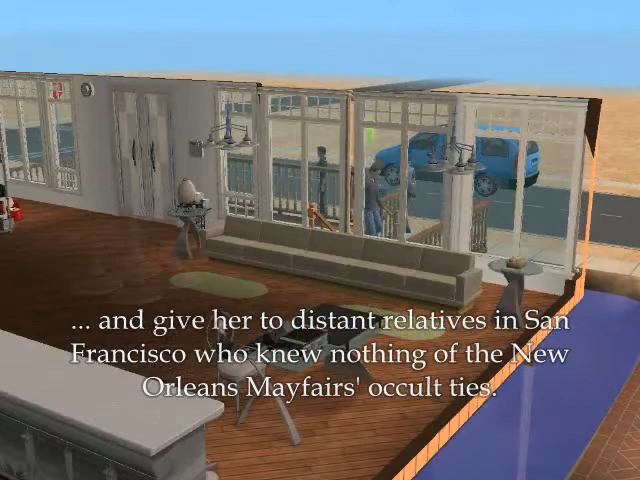 ... and give her to distant relatives in San
Francisco who knew nothing of the New
Orleans Mayfairs' occult ties.